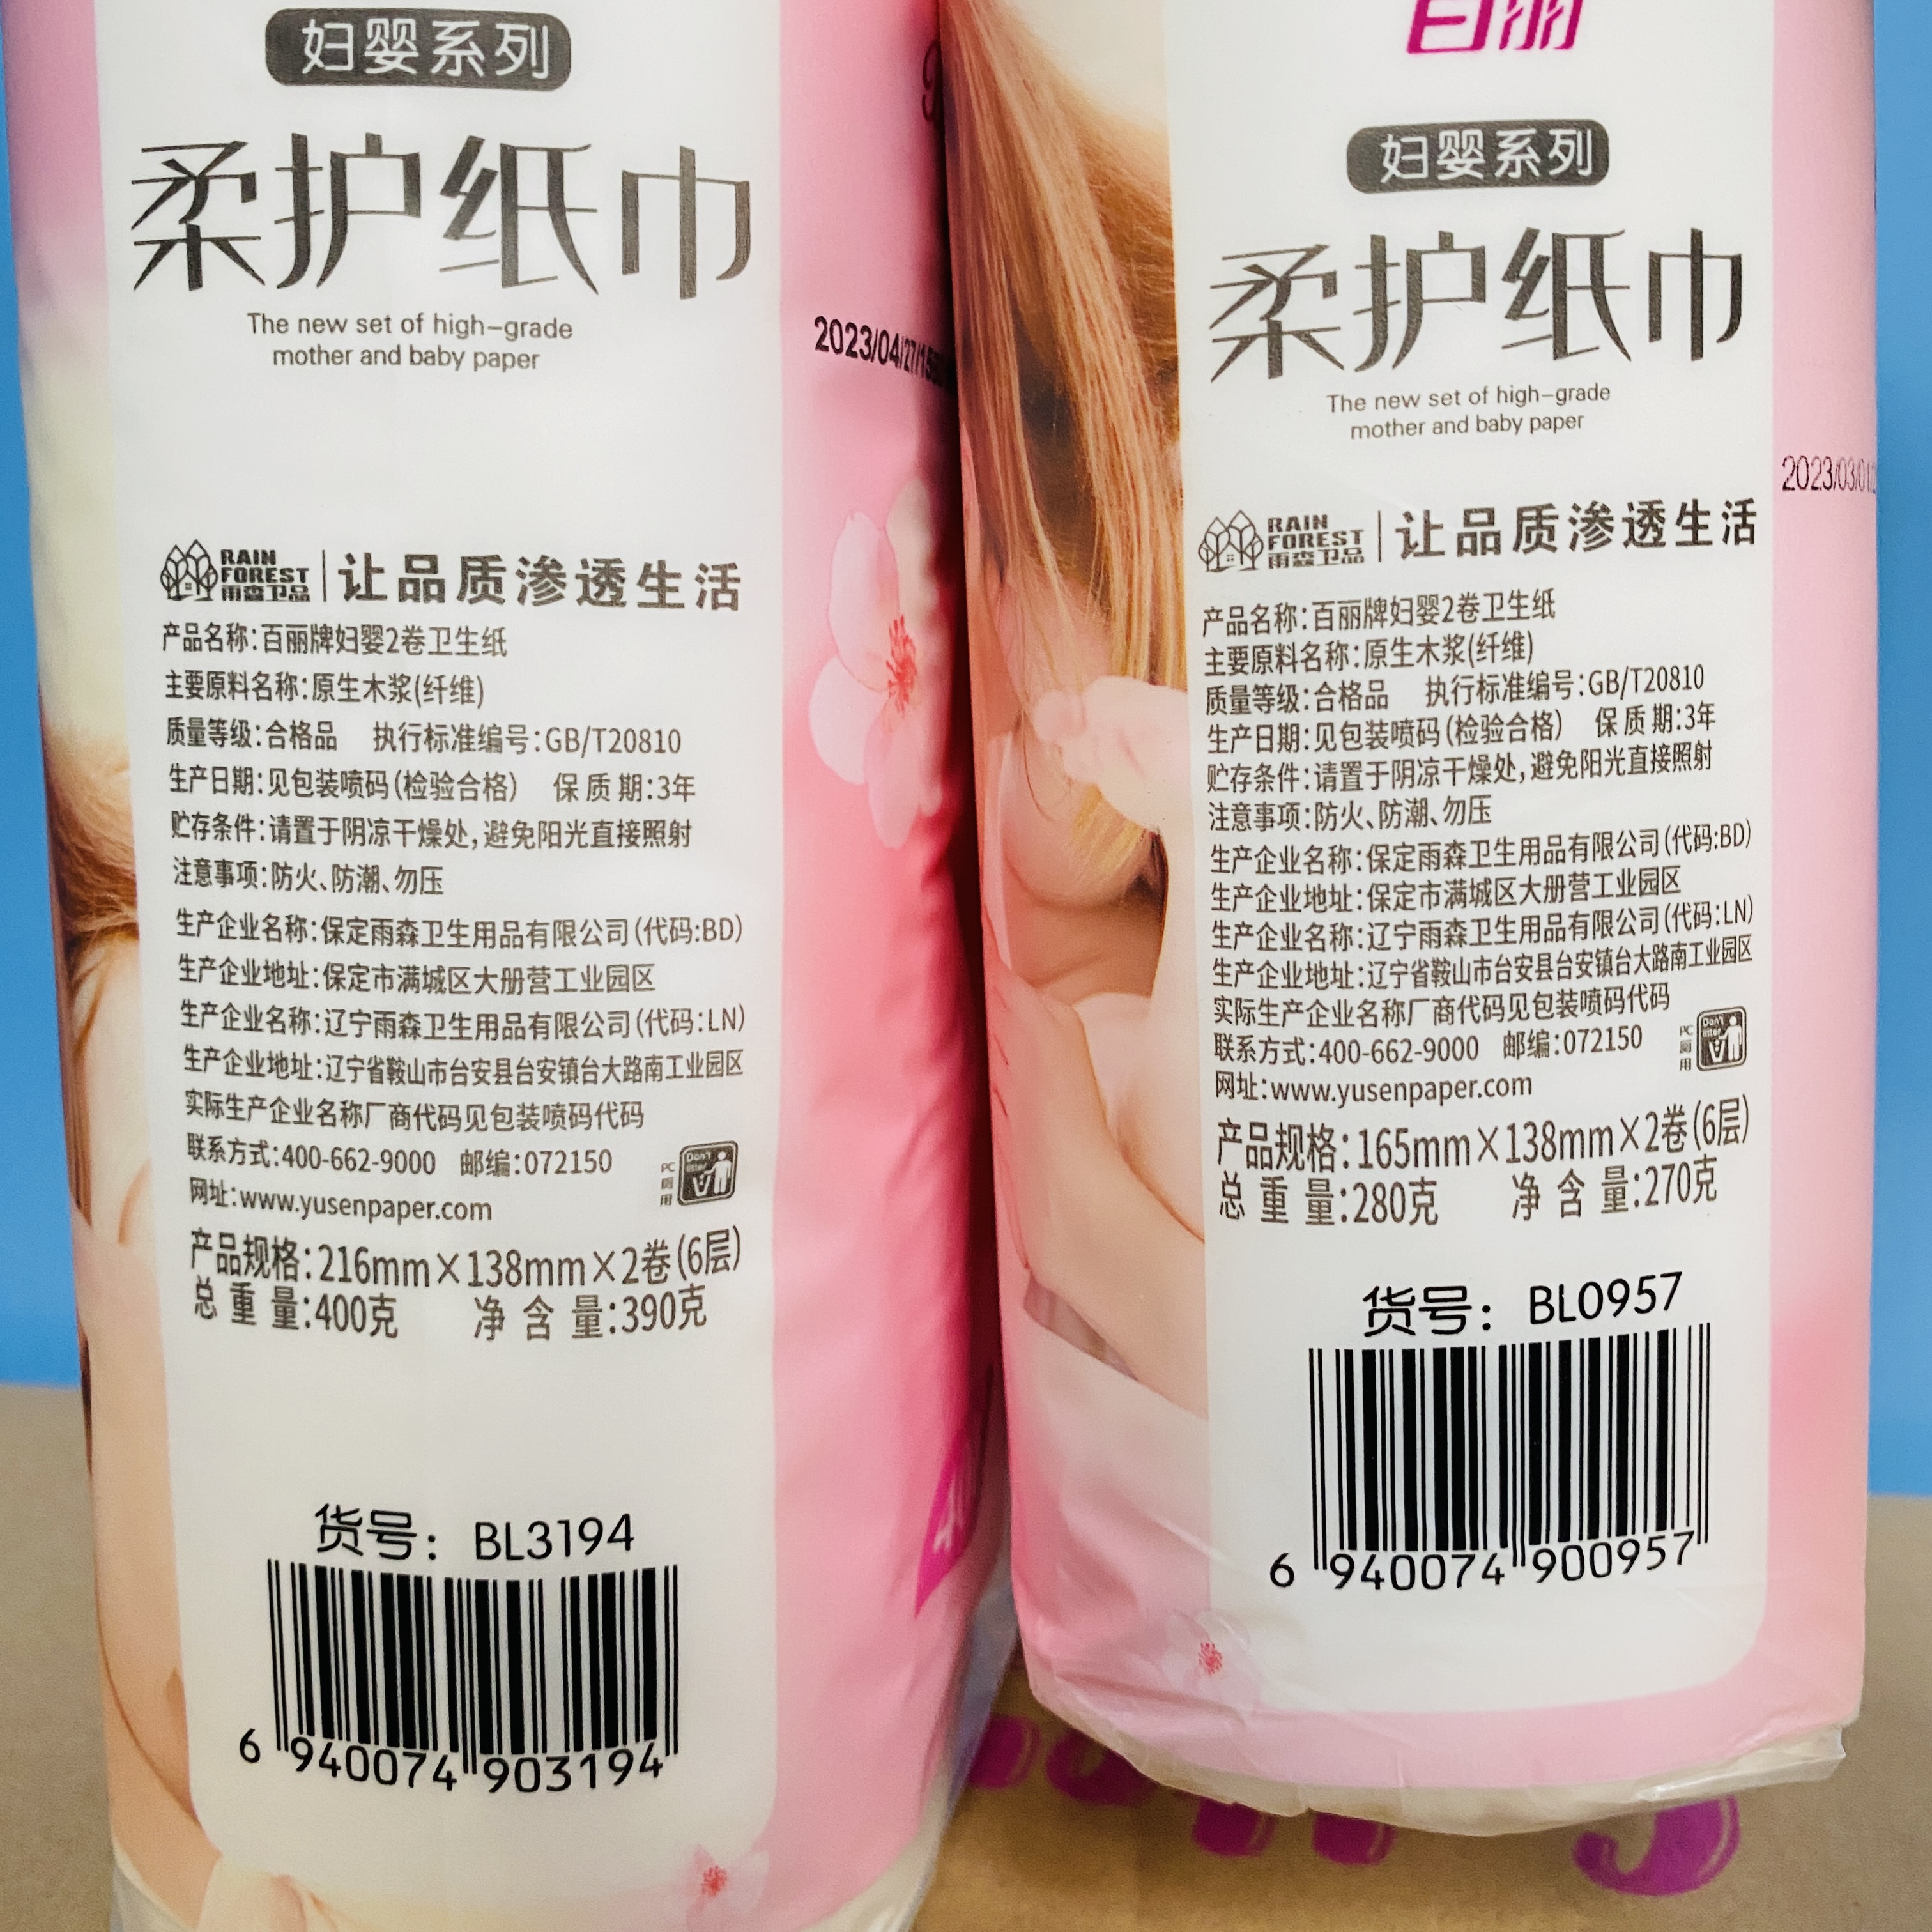 妇婴系列
柔护纸巾
The new set of high-grade
mother and baby paper
2023/04/27/15
RAIN
FOREST
雨森卫品
让品质渗透生活
产品名称:百丽牌妇婴2卷卫生纸
主要原料名称:原生木浆(纤维)
质量等级:合格品 执行标准编号:GB/T20810
生产日期:见包装喷码(检验合格) 保质期:3年
贮存条件:请置于阴凉干燥处,避免阳光直接照射
注意事项:防火、防潮、勿压
生产企业名称:保定雨森卫生用品有限公司(代码:BD)
生产企业地址:保定市满城区大册营工业园区
生产企业名称:辽宁雨森卫生用品有限公司(代码:LN)
生产企业地址:辽宁省鞍山市台安县台安镇台大路南工业园区
实际生产企业名称厂商代码见包装喷码代码
联系方式:400-662-9000 邮编:072150
网址:www.yusenpaper.com
PC
厕
用
Don't
litter
产品规格:216mm×138mm×2卷(6层)
总重量:400克 净含量:390克
货号: BL3194
6 940074 903194
百丽
妇婴系列
柔护纸巾
The new set of high-grade
mother and baby paper
2023/03/01
RAIN
FOREST
雨森卫品
让品质渗透生活
产品名称:百丽牌妇婴2卷卫生纸
主要原料名称:原生木浆(纤维)
质量等级:合格品 执行标准编号:GB/T20810
生产日期:见包装喷码(检验合格) 保质期:3年
贮存条件:请置于阴凉干燥处,避免阳光直接照射
注意事项:防火、防潮、勿压
生产企业名称:保定雨森卫生用品有限公司(代码:BD)
生产企业地址:保定市满城区大册营工业园区
生产企业名称:辽宁雨森卫生用品有限公司(代码:LN)
生产企业地址:辽宁省鞍山市台安县台安镇台大路南工业园区
实际生产企业名称厂商代码见包装喷码代码
联系方式:400-662-9000 邮编:072150
网址:www.yusenpaper.com
PC
厕
用
Don't
litter
产品规格:165mm×138mm×2卷(6层)
总重量:280克 净含量:270克
货号: BL0957
6 940074 900957